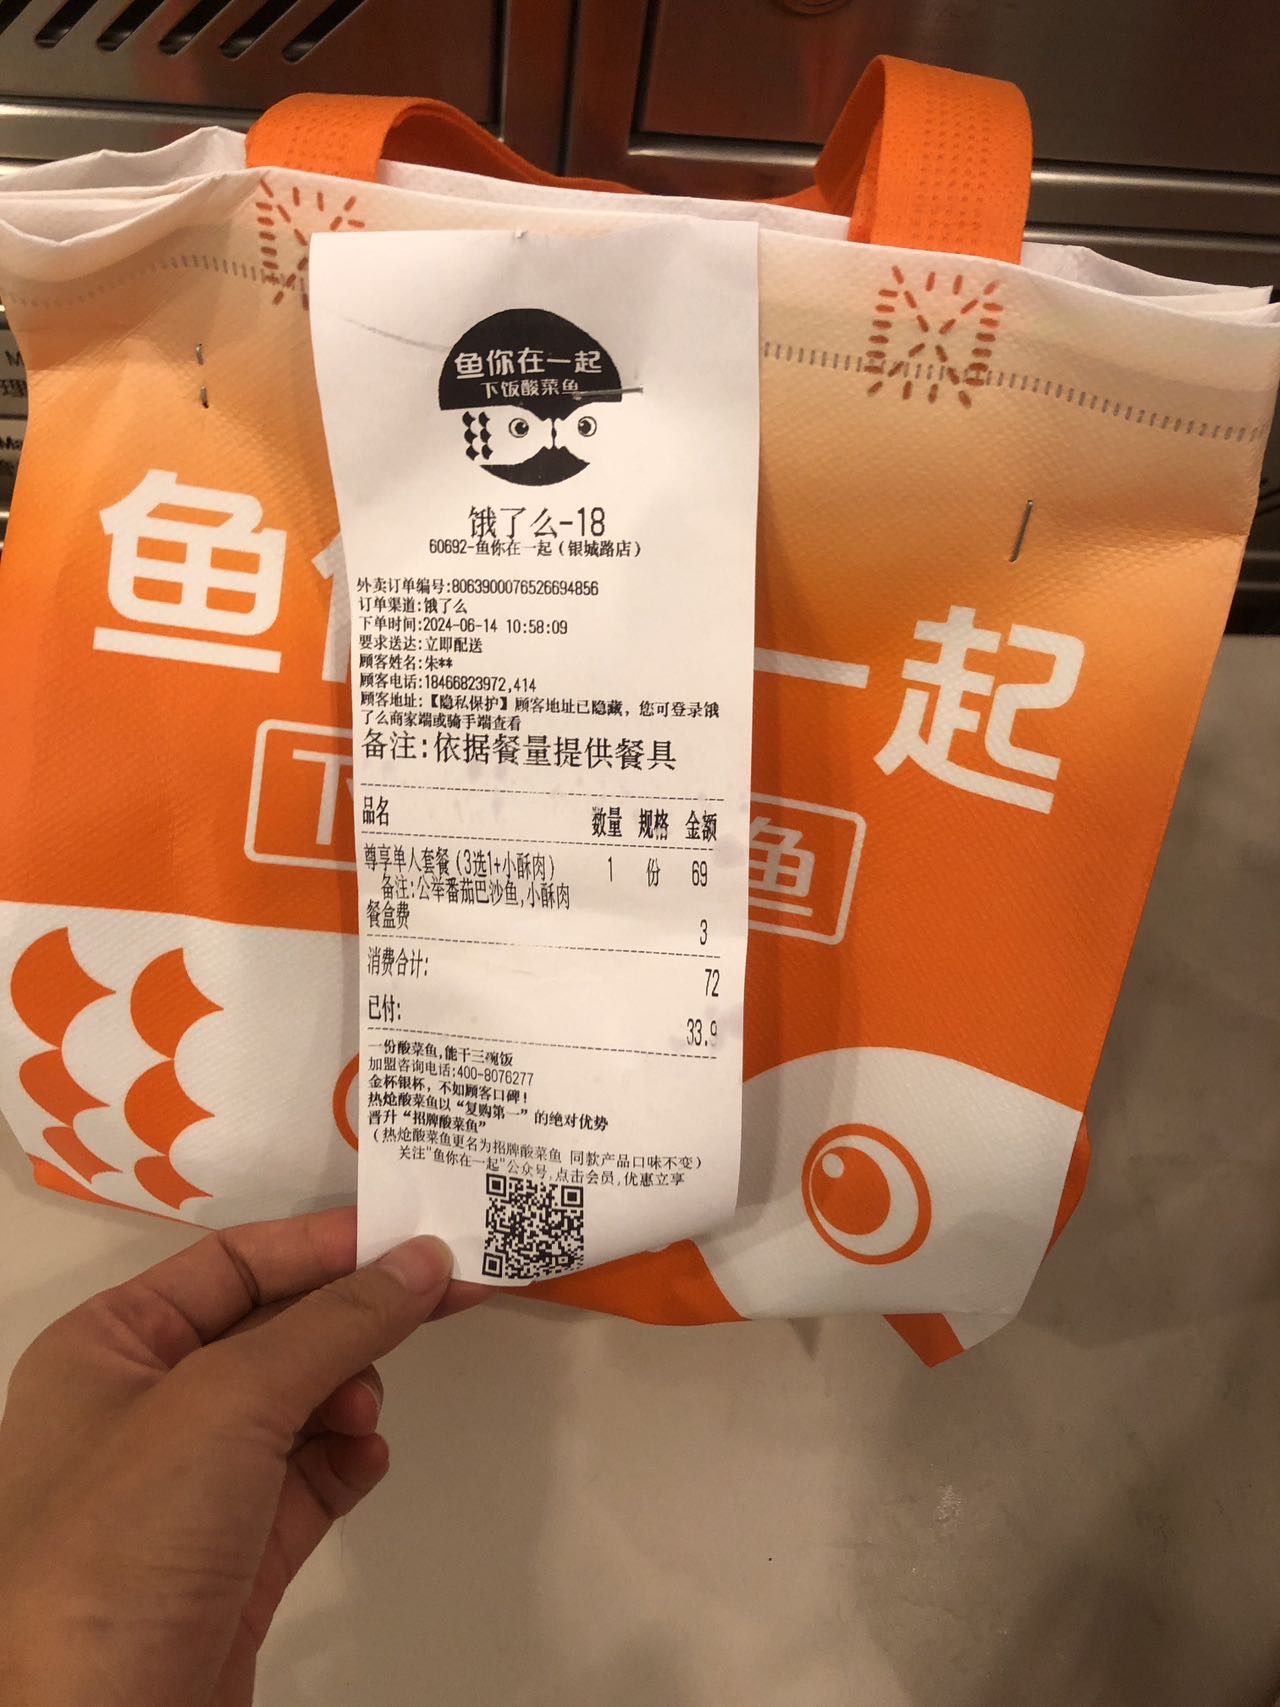 鱼你在一起
下饭酸菜鱼
饿了么-18
60692-鱼你在一起(银城路店)
外卖订单编号:8063900076526694856
订单渠道:饿了么
下单时间:2024-06-14 10:58:09
要求送达:立即配送
顾客姓名:朱**
顾客电话:18466823972,414
顾客地址:【隐私保护】顾客地址已隐藏，您可登录饿
了么商家端或骑手端查看
备注:依据餐量提供餐具
品名 数量 规格 金额
尊享单人套餐(3选1+小酥肉) 1 份 69
备注:公举番茄巴沙鱼,小酥肉
餐盒费 3
消费合计: 72
已付: 33.9
一份酸菜鱼,能干三碗饭
加盟咨询电话:400-8076277
金杯银杯，不如顾客口碑！
热炝酸菜鱼以“复购第一”的绝对优势
晋升“招牌酸菜鱼”
(热炝酸菜鱼更名为招牌酸菜鱼 同款产品口味不变)
关注"鱼你在一起"公众号,点击会员,优惠立享
鱼 一起
下 鱼